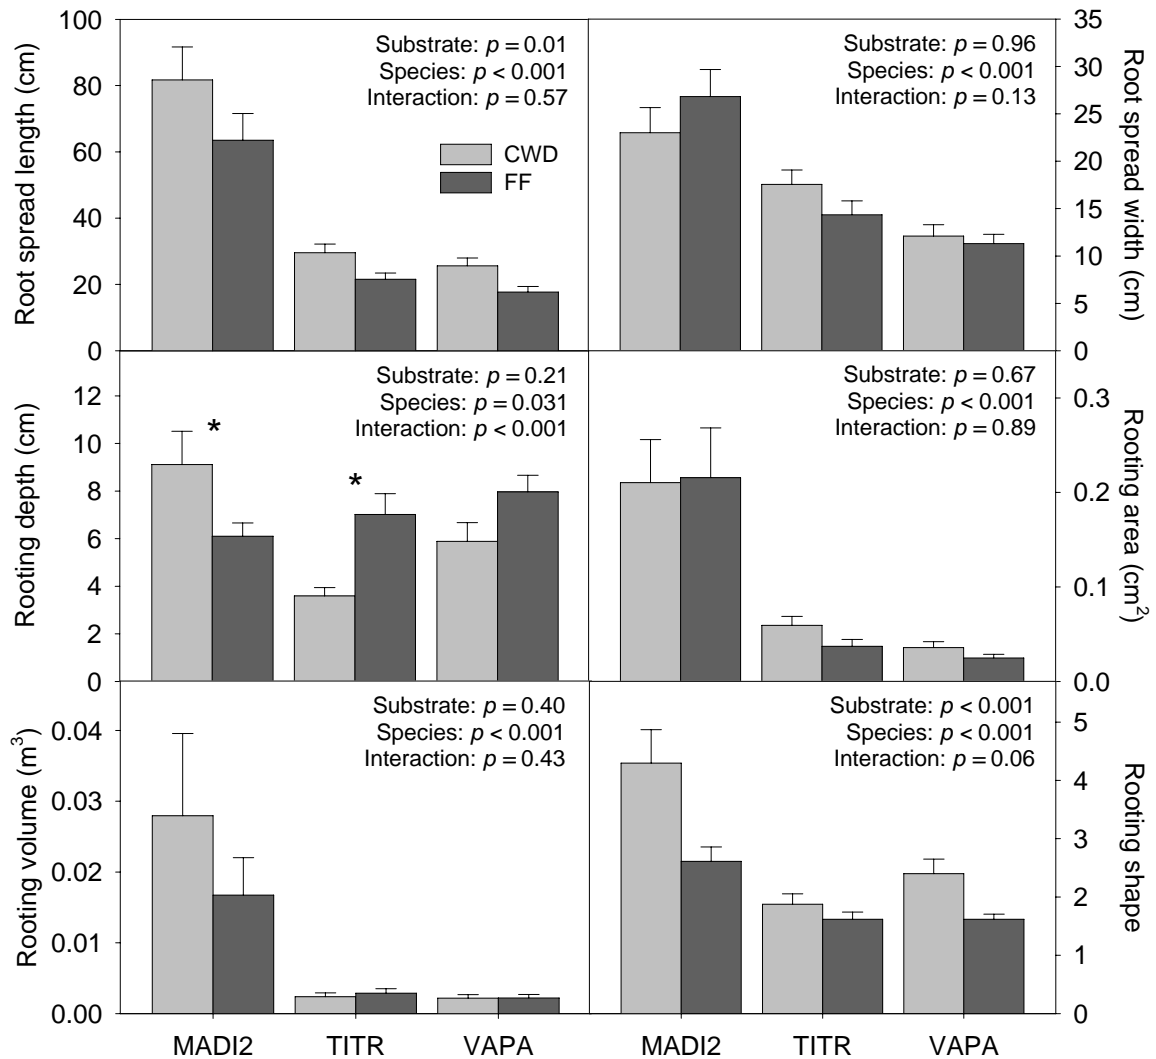 Root spread length (cm)
100
80
60
40
20
0
Substrate: p = 0.01
Species: p < 0.001
Interaction: p = 0.57
CWD
FF
Substrate: p = 0.96
Species: p < 0.001
Interaction: p = 0.13
35
30
25
20
15
10
5
0
Root spread width (cm)
Rooting depth (cm)
12
10
8
6
4
2
0
Substrate: p = 0.21
Species: p = 0.031
Interaction: p < 0.001
*
*
Substrate: p = 0.67
Species: p < 0.001
Interaction: p = 0.89
0.3
0.2
0.1
0.0
Rooting area (cm²)
Rooting volume (m³)
0.04
0.03
0.02
0.01
0.00
Substrate: p = 0.40
Species: p < 0.001
Interaction: p = 0.43
Substrate: p < 0.001
Species: p < 0.001
Interaction: p = 0.06
5
4
3
2
1
0
Rooting shape
MADI2 TITR VAPA
MADI2 TITR VAPA